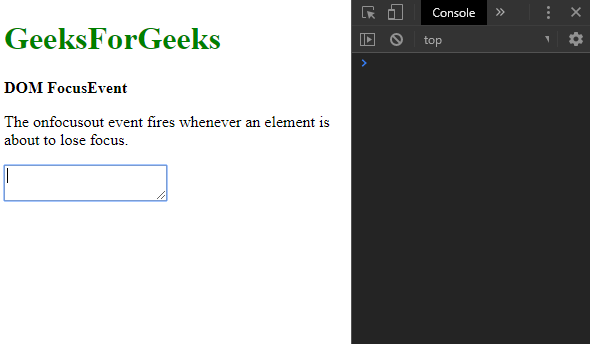 GeeksForGeeks
DOM FocusEvent
The onfocusout event fires whenever an element is
about to lose focus.
Console
top